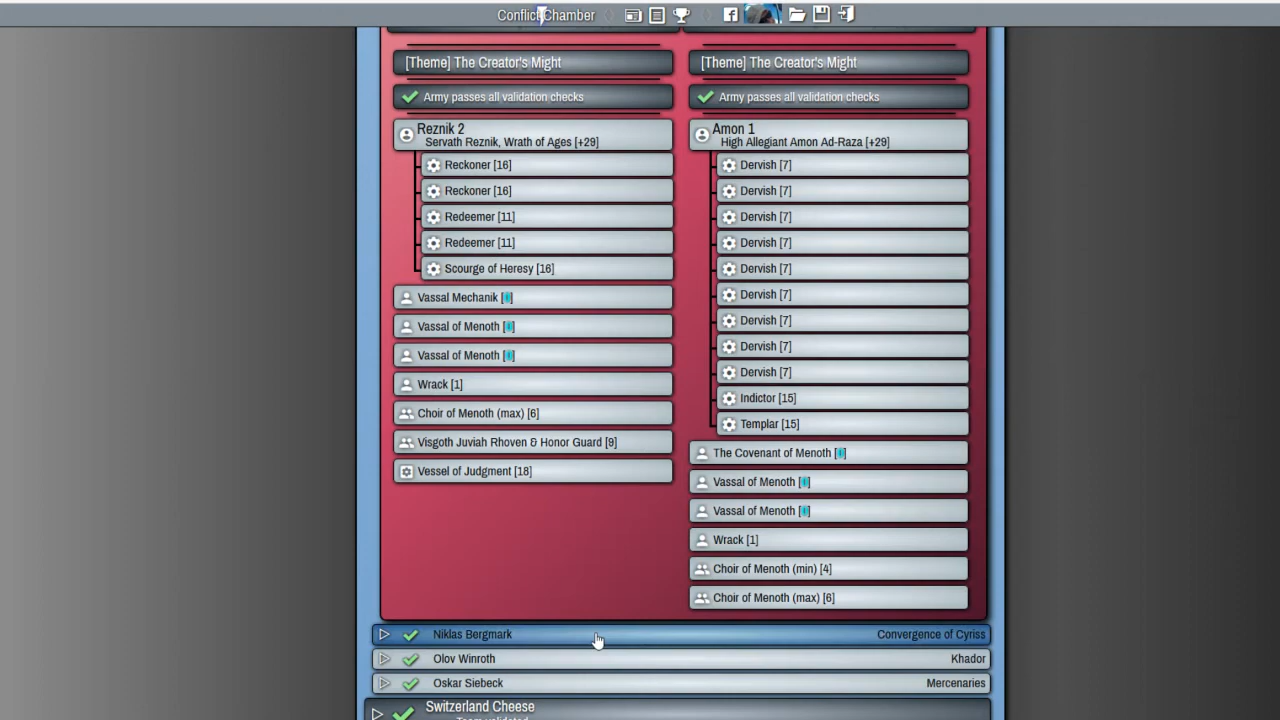 Conflict Chamber
[Theme] The Creator's Might
Army passes all validation checks
Reznik 2
Servath Reznik, Wrath of Ages [+29]
Reckoner [16]
Reckoner [16]
Redeemer [11]
Redeemer [11]
Scourge of Heresy [16]
Vassal Mechanik []
Vassal of Menoth []
Vassal of Menoth []
Wrack [1]
Choir of Menoth (max) [6]
Visgoth Juviah Rhoven & Honor Guard [9]
Vessel of Judgment [18]
[Theme] The Creator's Might
Army passes all validation checks
Amon 1
High Allegiant Amon Ad-Raza [+29]
Dervish [7]
Dervish [7]
Dervish [7]
Dervish [7]
Dervish [7]
Dervish [7]
Dervish [7]
Dervish [7]
Dervish [7]
Indictor [15]
Templar [15]
The Covenant of Menoth []
Vassal of Menoth []
Vassal of Menoth []
Wrack [1]
Choir of Menoth (min) [4]
Choir of Menoth (max) [6]
Niklas Bergmark Convergence of Cyriss
Olov Winroth Khador
Oskar Siebeck Mercenaries
Switzerland Cheese
Team validated